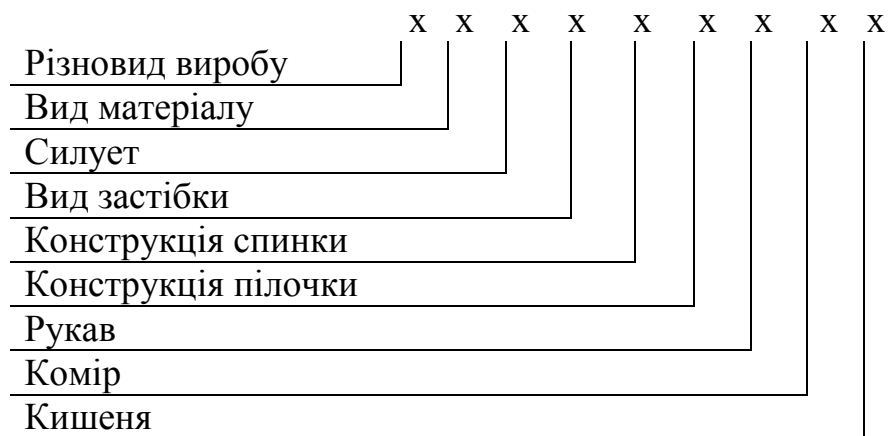 х х х х х х х х х
Різновид виробу
Вид матеріалу
Силует
Вид застібки
Конструкція спинки
Конструкція пілочки
Рукав
Комір
Кишеня